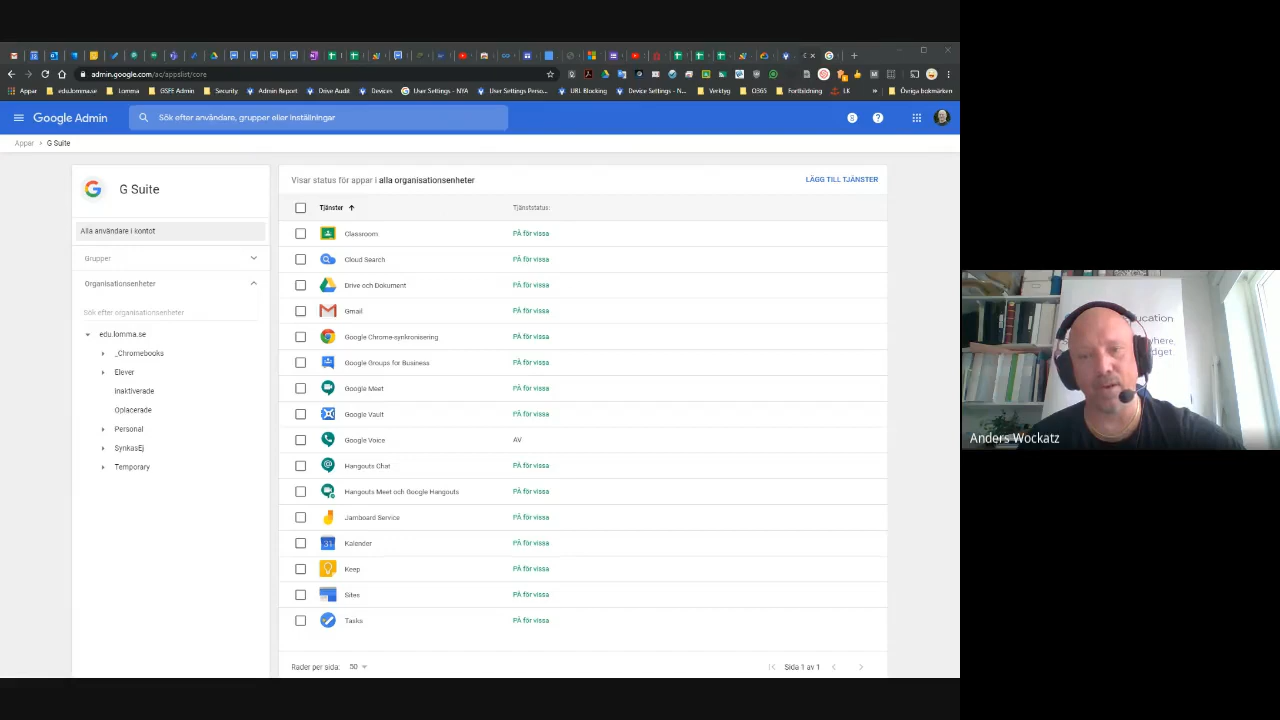 admin.google.com/ac/appslist/core
Appar
edu.lomma.se
Lomma
GSFE Admin
Security
Admin Report
Drive Audit
Devices
User Settings - NYA
User Settings Perso...
URL Blocking
Device Settings - N...
Verktyg
O365
Fortbildning
LK
Övriga bokmärken
Google Admin
Sök efter användare, grupper eller inställningar
Appar > G Suite
G Suite
Alla användare i kontot
Grupper
Organisationsenheter
Sök efter organisationsenheter
edu.lomma.se
_Chromebooks
Elever
inaktiverade
Oplacerade
Personal
SynkasEj
Temporary
Visar status för appar i alla organisationsenheter
LÄGG TILL TJÄNSTER
Tjänster Tjänststatus:
Classroom PÅ för vissa
Cloud Search PÅ för vissa
Drive och Dokument PÅ för vissa
Gmail PÅ för vissa
Google Chrome-synkronisering PÅ för vissa
Google Groups for Business PÅ för vissa
Google Meet PÅ för vissa
Google Vault PÅ för vissa
Google Voice AV
Hangouts Chat PÅ för vissa
Hangouts Meet och Google Hangouts PÅ för vissa
Jamboard Service PÅ för vissa
Kalender PÅ för vissa
Keep PÅ för vissa
Sites PÅ för vissa
Tasks PÅ för vissa
Rader per sida: 50
Sida 1 av 1
Anders Wockatz